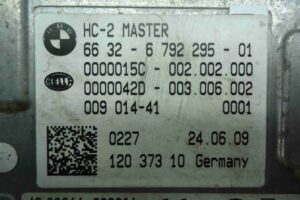 HC-2 MASTER
66 32 - 6 792 295 - 01
0000015C - 002.002.000
0000042D - 003.006.002
009 014-41 0001
0227 24.06.09
120 373 10 Germany
HELLA